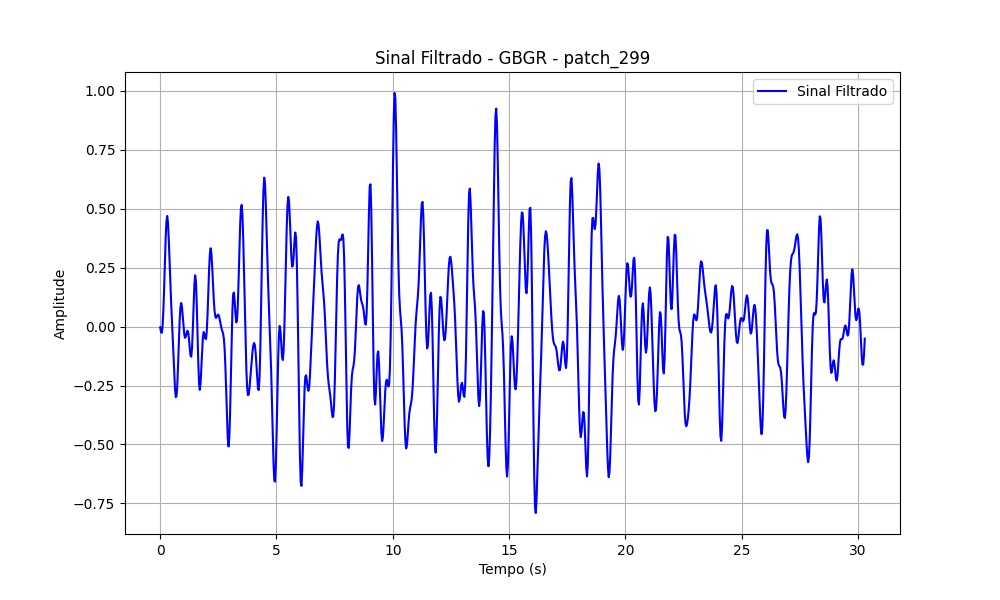 Sinal Filtrado - GBGR - patch_299
Sinal Filtrado
1.00
0.75
0.50
0.25
0.00
−0.25
−0.50
−0.75
Amplitude
0 5 10 15 20 25 30
Tempo (s)